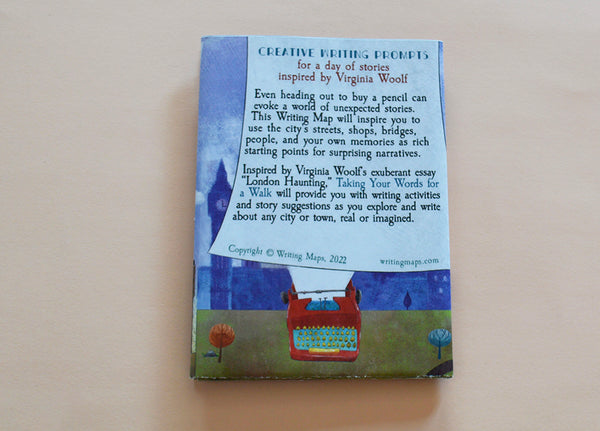 CREATIVE WRITING PROMPTS
for a day of stories
inspired by Virginia Woolf
Even heading out to buy a pencil can
evoke a world of unexpected stories.
This Writing Map will inspire you to
use the city's streets, shops, bridges,
people, and your own memories as rich
starting points for surprising narratives.
Inspired by Virginia Woolf's exuberant essay
"London Haunting," Taking Your Words for
a Walk will provide you with writing activities
and story suggestions as you explore and write
about any city or town, real or imagined.
Copyright © Writing Maps, 2022
writingmaps.com